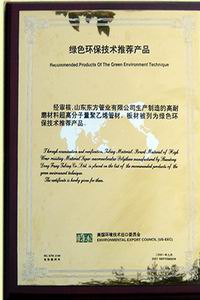 绿色环保技术推荐产品
Recommended Products Of The Green Environment Technique
经审核，山东东方管业有限公司生产制造的高耐
磨材料超高分子量聚乙烯管材，板材被列为绿色环
保技术推荐产品。
Through examination and verification, Tubing Material, Board Material of High
Wear resisting Material Super macromolecular Polythene manufactured by Shandong
Dong Fang Tubing Co., Ltd. is placed on the list of the recommended products of the
green environment technique.
The certificate is hereby given for them.
美国环境技术出口委员会
ENVIRONMENTAL EXPORT COUNCIL (US-EEC)